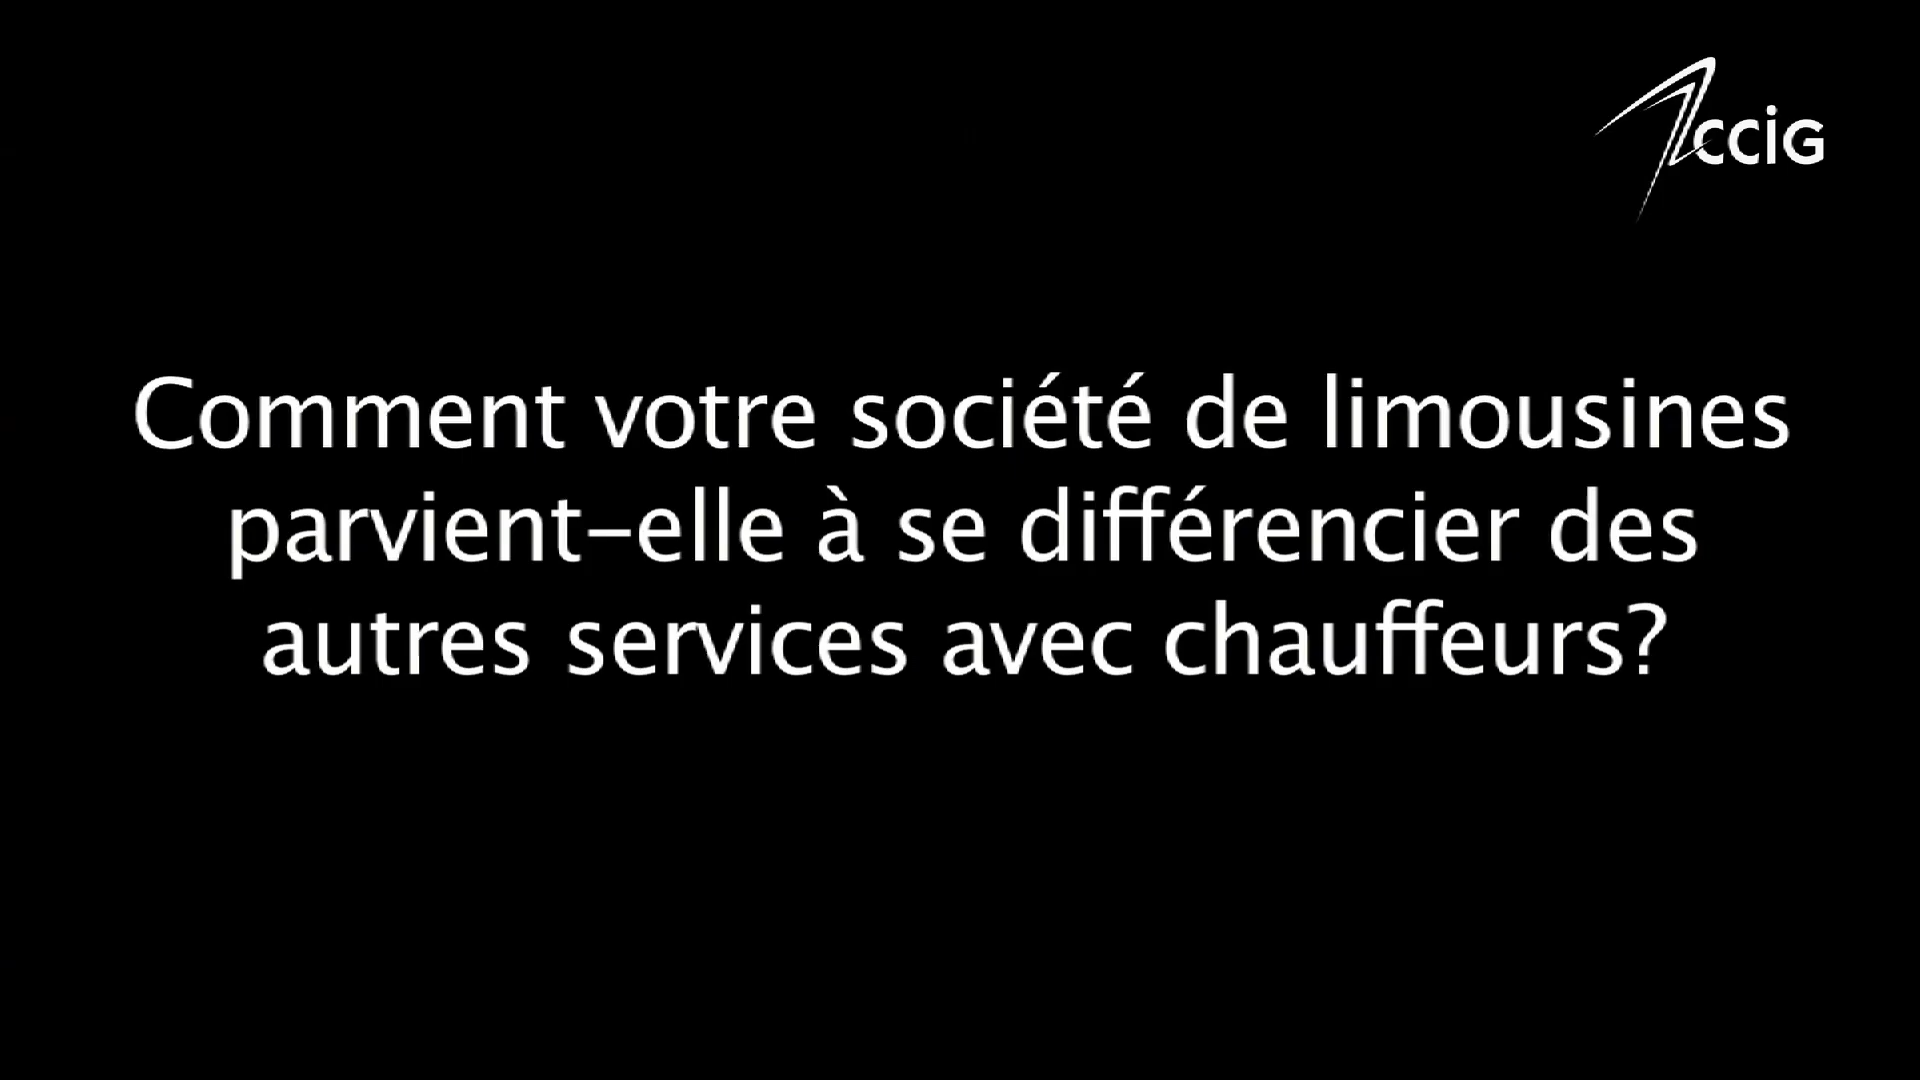 ccig
Comment votre société de limousines
parvient-elle à se différencier des
autres services avec chauffeurs?